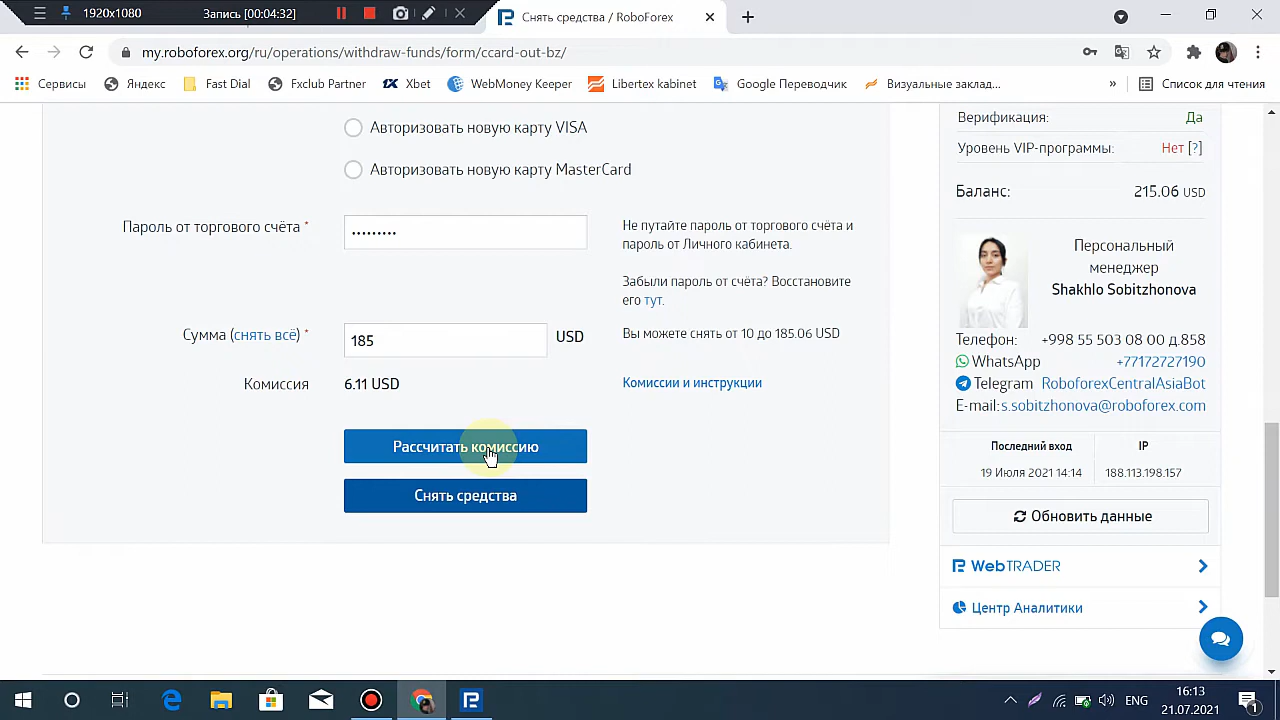 1920x1080
Запись [00:04:32]
Снять средства / RoboForex
my.roboforex.org/ru/operations/withdraw-funds/form/ccard-out-bz/
Сервисы
Яндекс
Fast Dial
Fxclub Partner
1X Xbet
WebMoney Keeper
Libertex kabinet
Google Переводчик
Визуальные заклад...
»
Список для чтения
Авторизовать новую карту VISA
Авторизовать новую карту MasterCard
Пароль от торгового счёта *
•••••••••
Не путайте пароль от торгового счёта и
пароль от Личного кабинета.
Забыли пароль от счёта? Восстановите
его тут.
Сумма (снять всё) *
185
USD
Вы можете снять от 10 до 185.06 USD
Комиссия
6.11 USD
Комиссии и инструкции
Рассчитать комиссию
Снять средства
Верификация:
Да
Уровень VIP-программы:
Нет [?]
Баланс:
215.06 USD
Персональный
менеджер
Shakhlo Sobitzhonova
Телефон: +998 55 503 08 00 д.858
WhatsApp +77172727190
Telegram RoboforexCentralAsiaBot
E-mail: s.sobitzhonova@roboforex.com
Последний вход
IP
19 Июля 2021 14:14
188.113.198.157
Обновить данные
WebTRADER
Центр Аналитики
ENG
16:13
21.07.2021
1